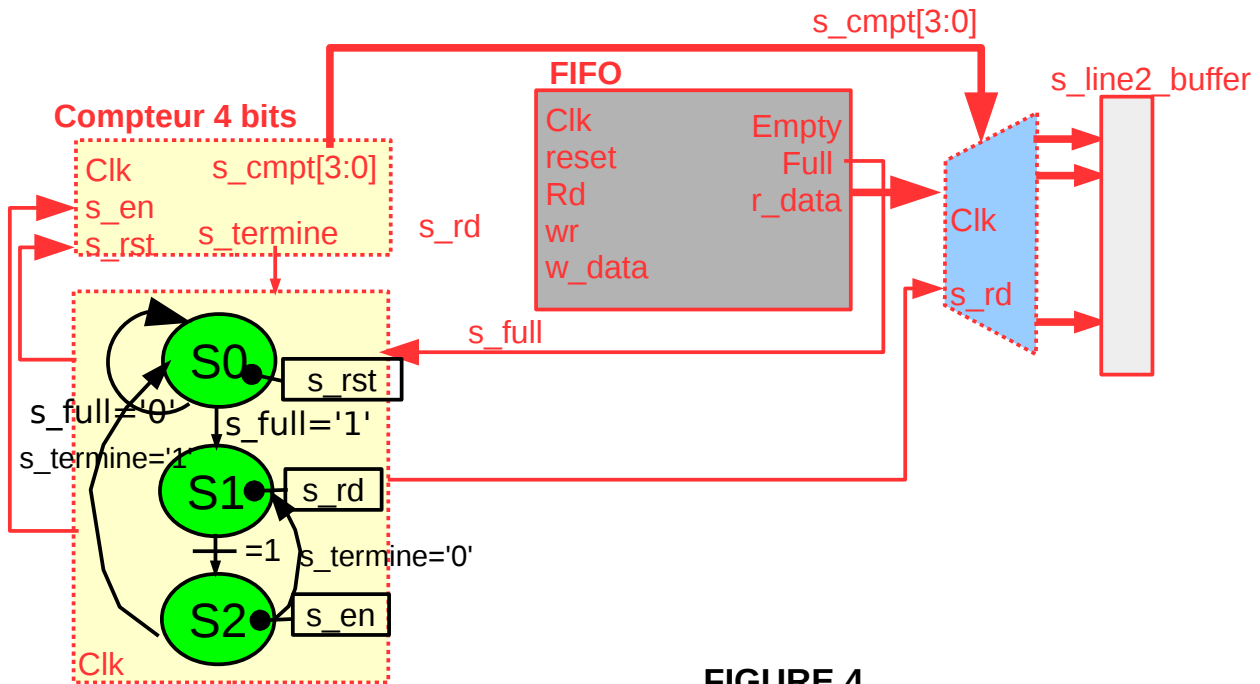 s_cmpt[3:0]
FIFO
s_line2_buffer
Compteur 4 bits
Clk
s_cmpt[3:0]
s_en
s_rst
s_termine
s_rd
Clk
reset
Rd
wr
w_data
Empty
Full
r_data
Clk
s_rd
s_full
S0
s_rst
s_full='0'
s_full='1'
s_termine='1'
S1
s_rd
=1
s_termine='0'
S2
s_en
Clk
FIGURE 4